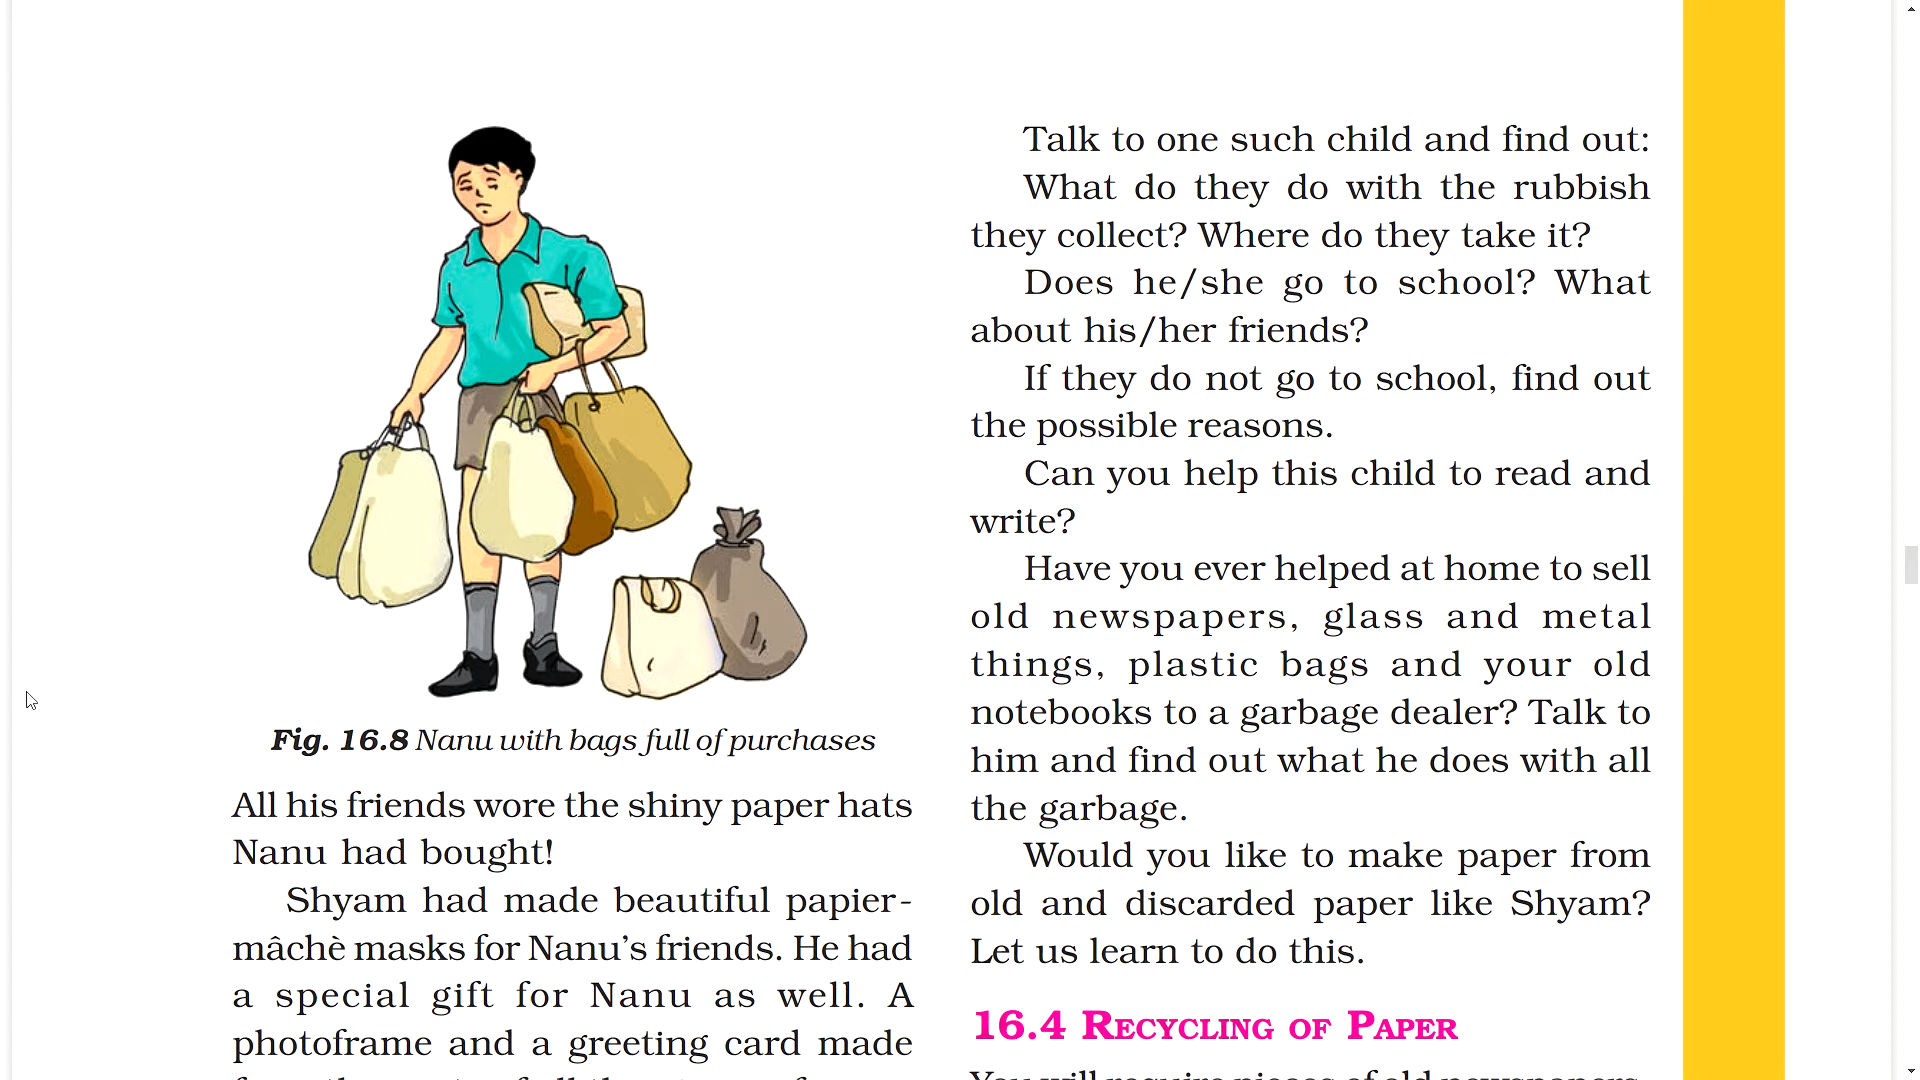 Fig. 16.8 Nanu with bags full of purchases
All his friends wore the shiny paper hats
Nanu had bought!
Shyam had made beautiful papier-
mâchè masks for Nanu’s friends. He had
a special gift for Nanu as well. A
photoframe and a greeting card made
Talk to one such child and find out:
What do they do with the rubbish
they collect? Where do they take it?
Does he/she go to school? What
about his/her friends?
If they do not go to school, find out
the possible reasons.
Can you help this child to read and
write?
Have you ever helped at home to sell
old newspapers, glass and metal
things, plastic bags and your old
notebooks to a garbage dealer? Talk to
him and find out what he does with all
the garbage.
Would you like to make paper from
old and discarded paper like Shyam?
Let us learn to do this.
16.4 RECYCLING OF PAPER
You will require pieces of old newspapers,